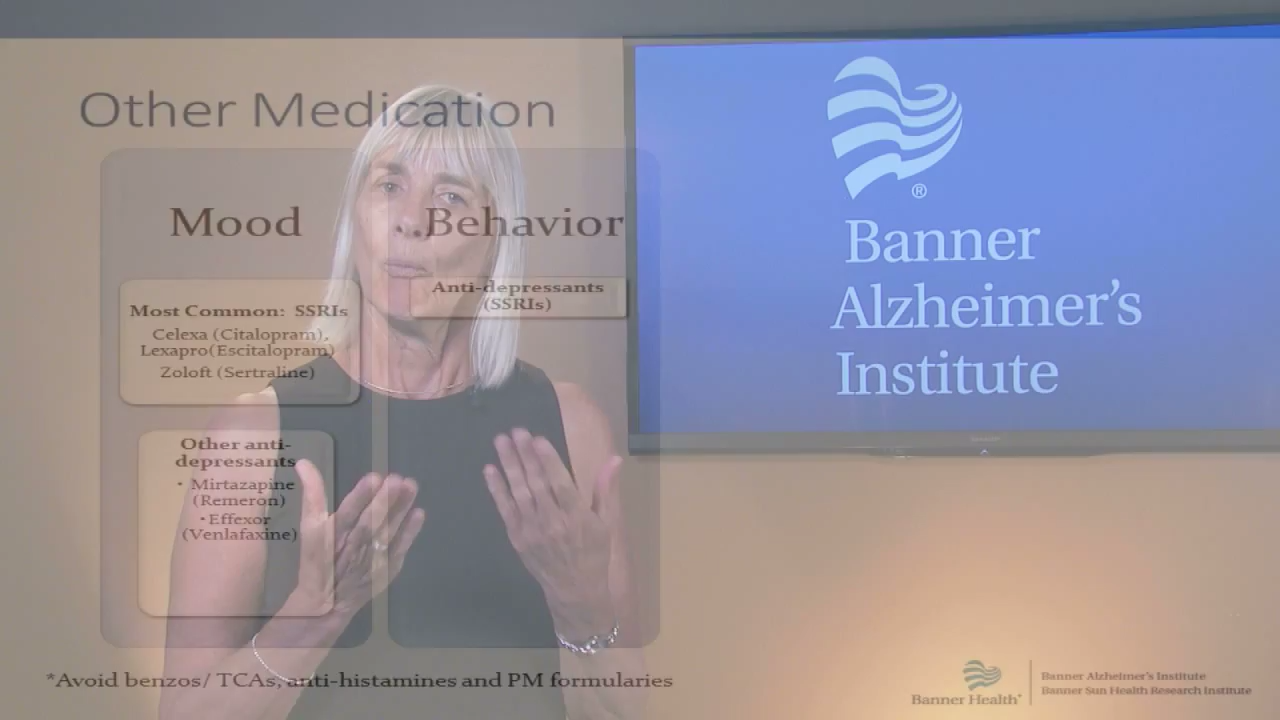 Other Medication
Mood
Behavior
Most Common: SSRIs
Celexa (Citalopram),
Lexapro(Escitalopram)
Zoloft (Sertraline)
Anti-depressants
(SSRIs)
Other anti-
depressants
• Mirtazapine
(Remeron)
• Effexor
(Venlafaxine)
*Avoid benzos/ TCAs, anti-histamines and PM formularies
®
Banner
Alzheimer's
Institute
Banner Health®
Banner Alzheimer's Institute
Banner Sun Health Research Institute